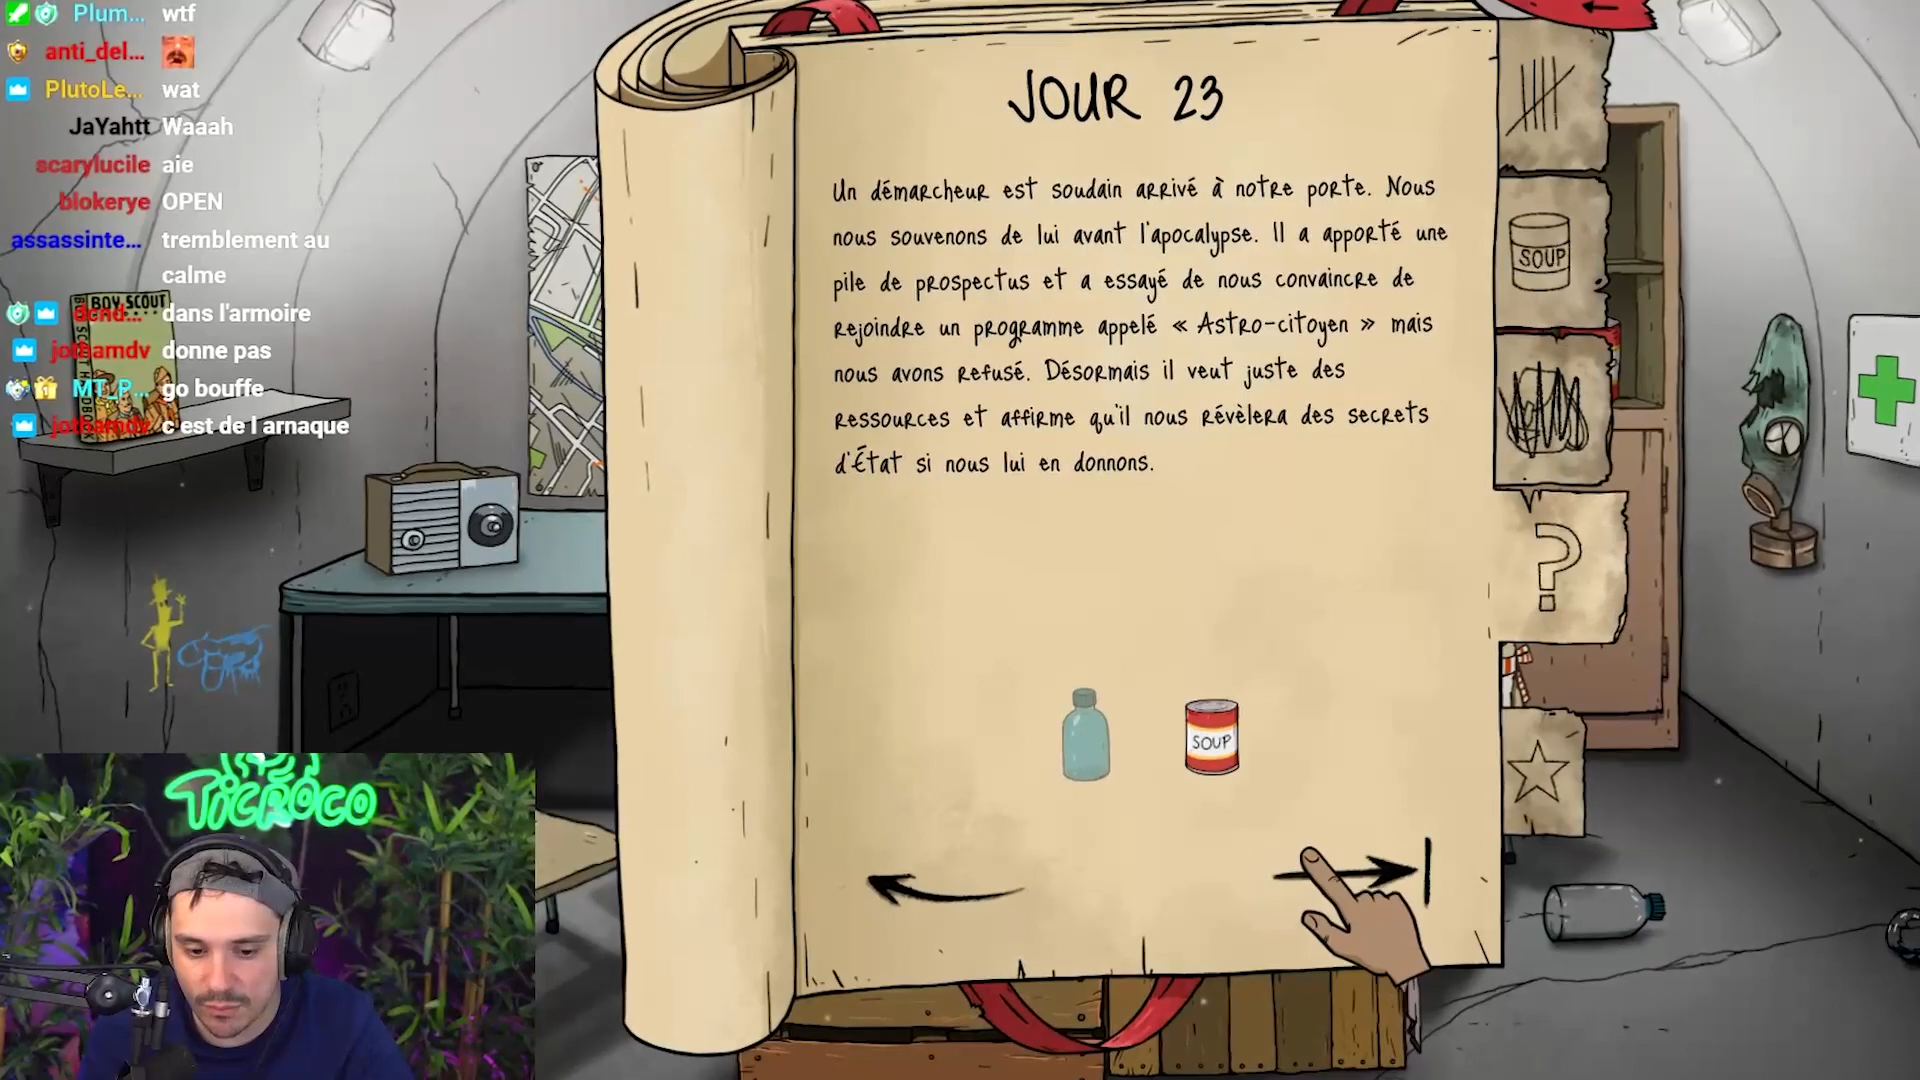 Plum... wtf
anti_del...
PlutoLe... wat
JaYahtt Waaah
scarylucile aie
blokerye OPEN
assassinte... tremblement au
calme
dcnd... dans l'armoire
jothamdv donne pas
MT_P... go bouffe
jothamdv c est de l arnaque
BOY SCOUT
JOUR 23
Un démarcheur est soudain arrivé à notre porte. Nous
nous souvenons de lui avant l'apocalypse. Il a apporté une
pile de prospectus et a essayé de nous convaincre de
rejoindre un programme appelé « Astro-citoyen » mais
nous avons refusé. Désormais il veut juste des
ressources et affirme qu'il nous révèlera des secrets
d'État si nous lui en donnons.
SOUP
SOUP
?
TICROCO